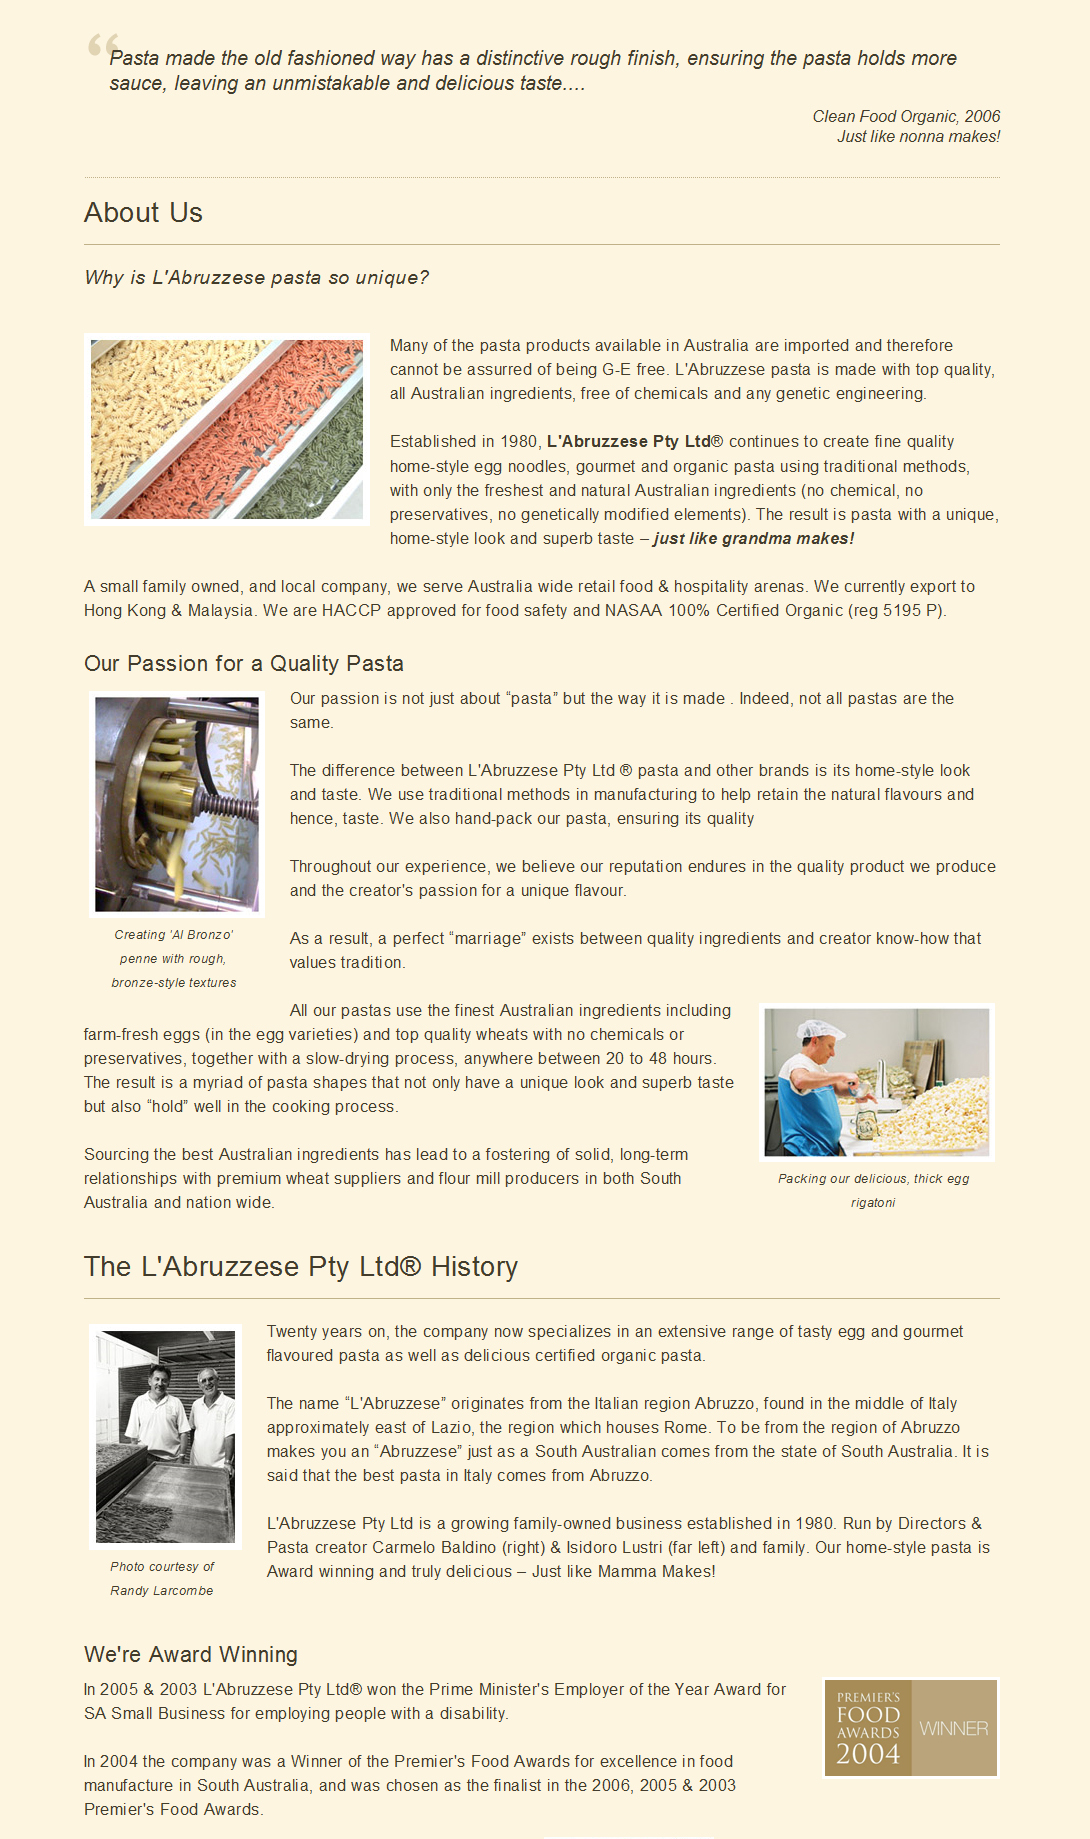 “
Pasta made the old fashioned way has a distinctive rough finish, ensuring the pasta holds more
sauce, leaving an unmistakable and delicious taste....
Clean Food Organic, 2006
Just like nonna makes!
About Us
Why is L'Abruzzese pasta so unique?
Many of the pasta products available in Australia are imported and therefore
cannot be assurred of being G-E free. L'Abruzzese pasta is made with top quality,
all Australian ingredients, free of chemicals and any genetic engineering.
Established in 1980, L'Abruzzese Pty Ltd® continues to create fine quality
home-style egg noodles, gourmet and organic pasta using traditional methods,
with only the freshest and natural Australian ingredients (no chemical, no
preservatives, no genetically modified elements). The result is pasta with a unique,
home-style look and superb taste – just like grandma makes!
A small family owned, and local company, we serve Australia wide retail food & hospitality arenas. We currently export to
Hong Kong & Malaysia. We are HACCP approved for food safety and NASAA 100% Certified Organic (reg 5195 P).
Our Passion for a Quality Pasta
Our passion is not just about “pasta” but the way it is made . Indeed, not all pastas are the
same.
The difference between L'Abruzzese Pty Ltd ® pasta and other brands is its home-style look
and taste. We use traditional methods in manufacturing to help retain the natural flavours and
hence, taste. We also hand-pack our pasta, ensuring its quality
Throughout our experience, we believe our reputation endures in the quality product we produce
and the creator's passion for a unique flavour.
As a result, a perfect “marriage” exists between quality ingredients and creator know-how that
values tradition.
Creating 'Al Bronzo'
penne with rough,
bronze-style textures
All our pastas use the finest Australian ingredients including
farm-fresh eggs (in the egg varieties) and top quality wheats with no chemicals or
preservatives, together with a slow-drying process, anywhere between 20 to 48 hours.
The result is a myriad of pasta shapes that not only have a unique look and superb taste
but also “hold” well in the cooking process.
Sourcing the best Australian ingredients has lead to a fostering of solid, long-term
relationships with premium wheat suppliers and flour mill producers in both South
Australia and nation wide.
Packing our delicious, thick egg
rigatoni
The L'Abruzzese Pty Ltd® History
Twenty years on, the company now specializes in an extensive range of tasty egg and gourmet
flavoured pasta as well as delicious certified organic pasta.
The name “L'Abruzzese” originates from the Italian region Abruzzo, found in the middle of Italy
approximately east of Lazio, the region which houses Rome. To be from the region of Abruzzo
makes you an “Abruzzese” just as a South Australian comes from the state of South Australia. It is
said that the best pasta in Italy comes from Abruzzo.
L'Abruzzese Pty Ltd is a growing family-owned business established in 1980. Run by Directors &
Pasta creator Carmelo Baldino (right) & Isidoro Lustri (far left) and family. Our home-style pasta is
Award winning and truly delicious – Just like Mamma Makes!
Photo courtesy of
Randy Larcombe
We're Award Winning
In 2005 & 2003 L'Abruzzese Pty Ltd® won the Prime Minister's Employer of the Year Award for
SA Small Business for employing people with a disability.
In 2004 the company was a Winner of the Premier's Food Awards for excellence in food
manufacture in South Australia, and was chosen as the finalist in the 2006, 2005 & 2003
Premier's Food Awards.
PREMIER'S
FOOD
AWARDS
2004
WINNER